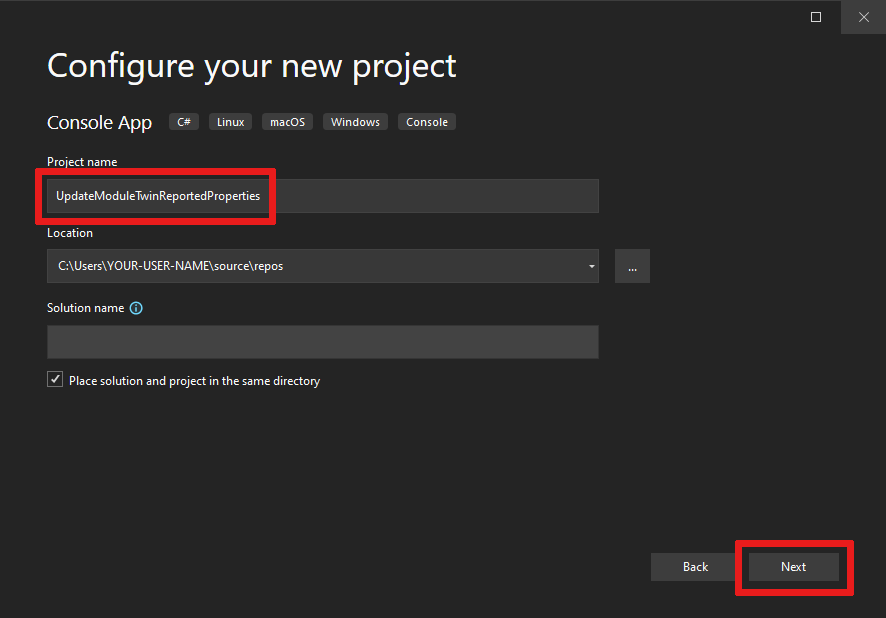 Configure your new project
Console App C# Linux macOS Windows Console
Project name
UpdateModuleTwinReportedProperties
Location
C:\Users\YOUR-USER-NAME\source\repos
...
Solution name
Place solution and project in the same directory
Back Next